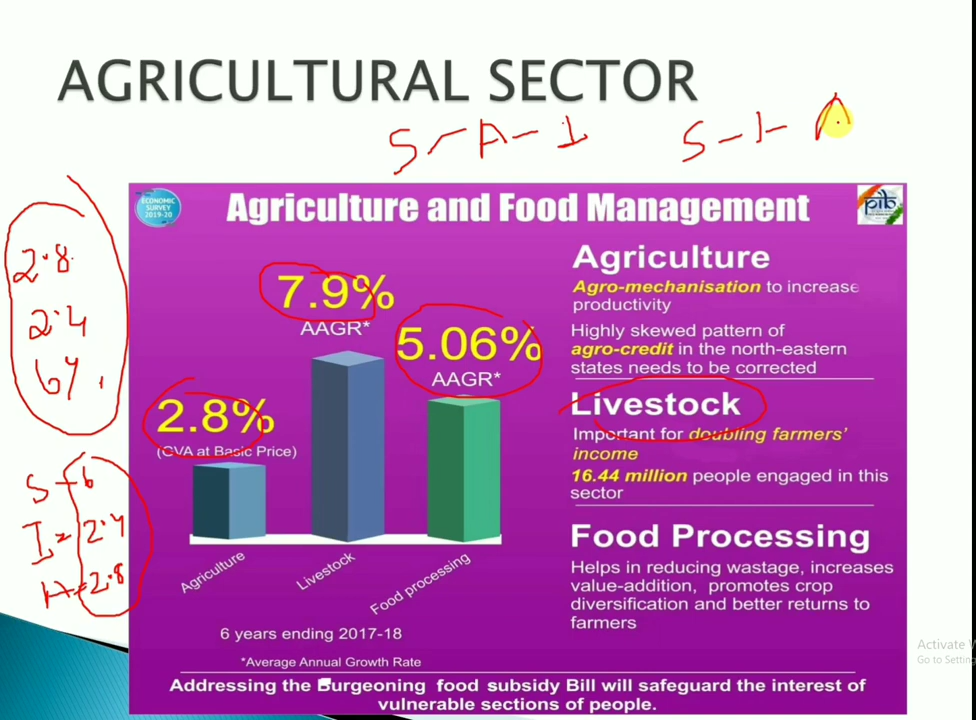 AGRICULTURAL SECTOR
S-A-I
S-I-A
2.8
2.4
6%
S-6
I=2.4
A=2.8
ECONOMIC
SURVEY
2019-20
Agriculture and Food Management
pib
7.9%
AAGR*
5.06%
AAGR*
2.8%
(GVA at Basic Price)
Agriculture
Livestock
Food processing
6 years ending 2017-18
*Average Annual Growth Rate
Agriculture
Agro-mechanisation to increase
productivity
Highly skewed pattern of
agro-credit in the north-eastern
states needs to be corrected
Livestock
Important for doubling farmers'
income
16.44 million people engaged in this
sector
Food Processing
Helps in reducing wastage, increases
value-addition, promotes crop
diversification and better returns to
farmers
Addressing the Burgeoning food subsidy Bill will safeguard the interest of
vulnerable sections of people.
Activate W
Go to Setting